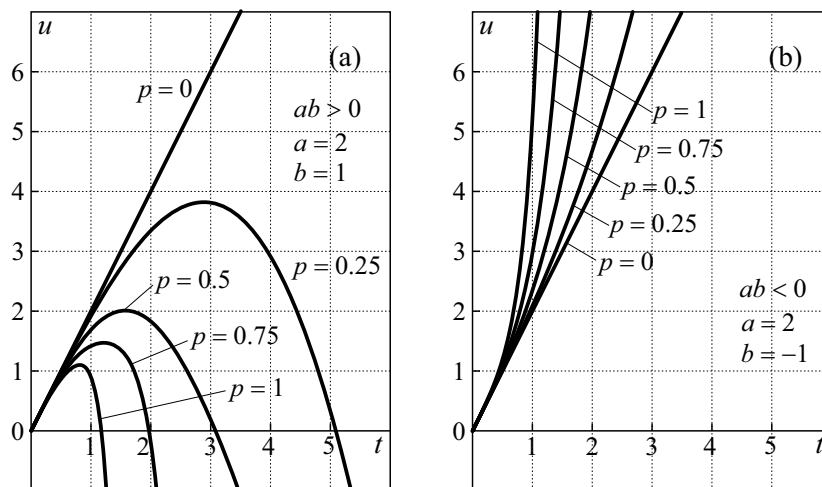 u
(a)
6
p = 0
ab > 0
5
a = 2
b = 1
4
3
p = 0.25
p = 0.5
2
p = 0.75
1
p = 1
0
1
2
3
4
5
t
u
(b)
6
p = 1
5
p = 0.75
4
p = 0.5
p = 0.25
3
p = 0
ab < 0
2
a = 2
b = −1
1
0
1
2
3
4
5
t